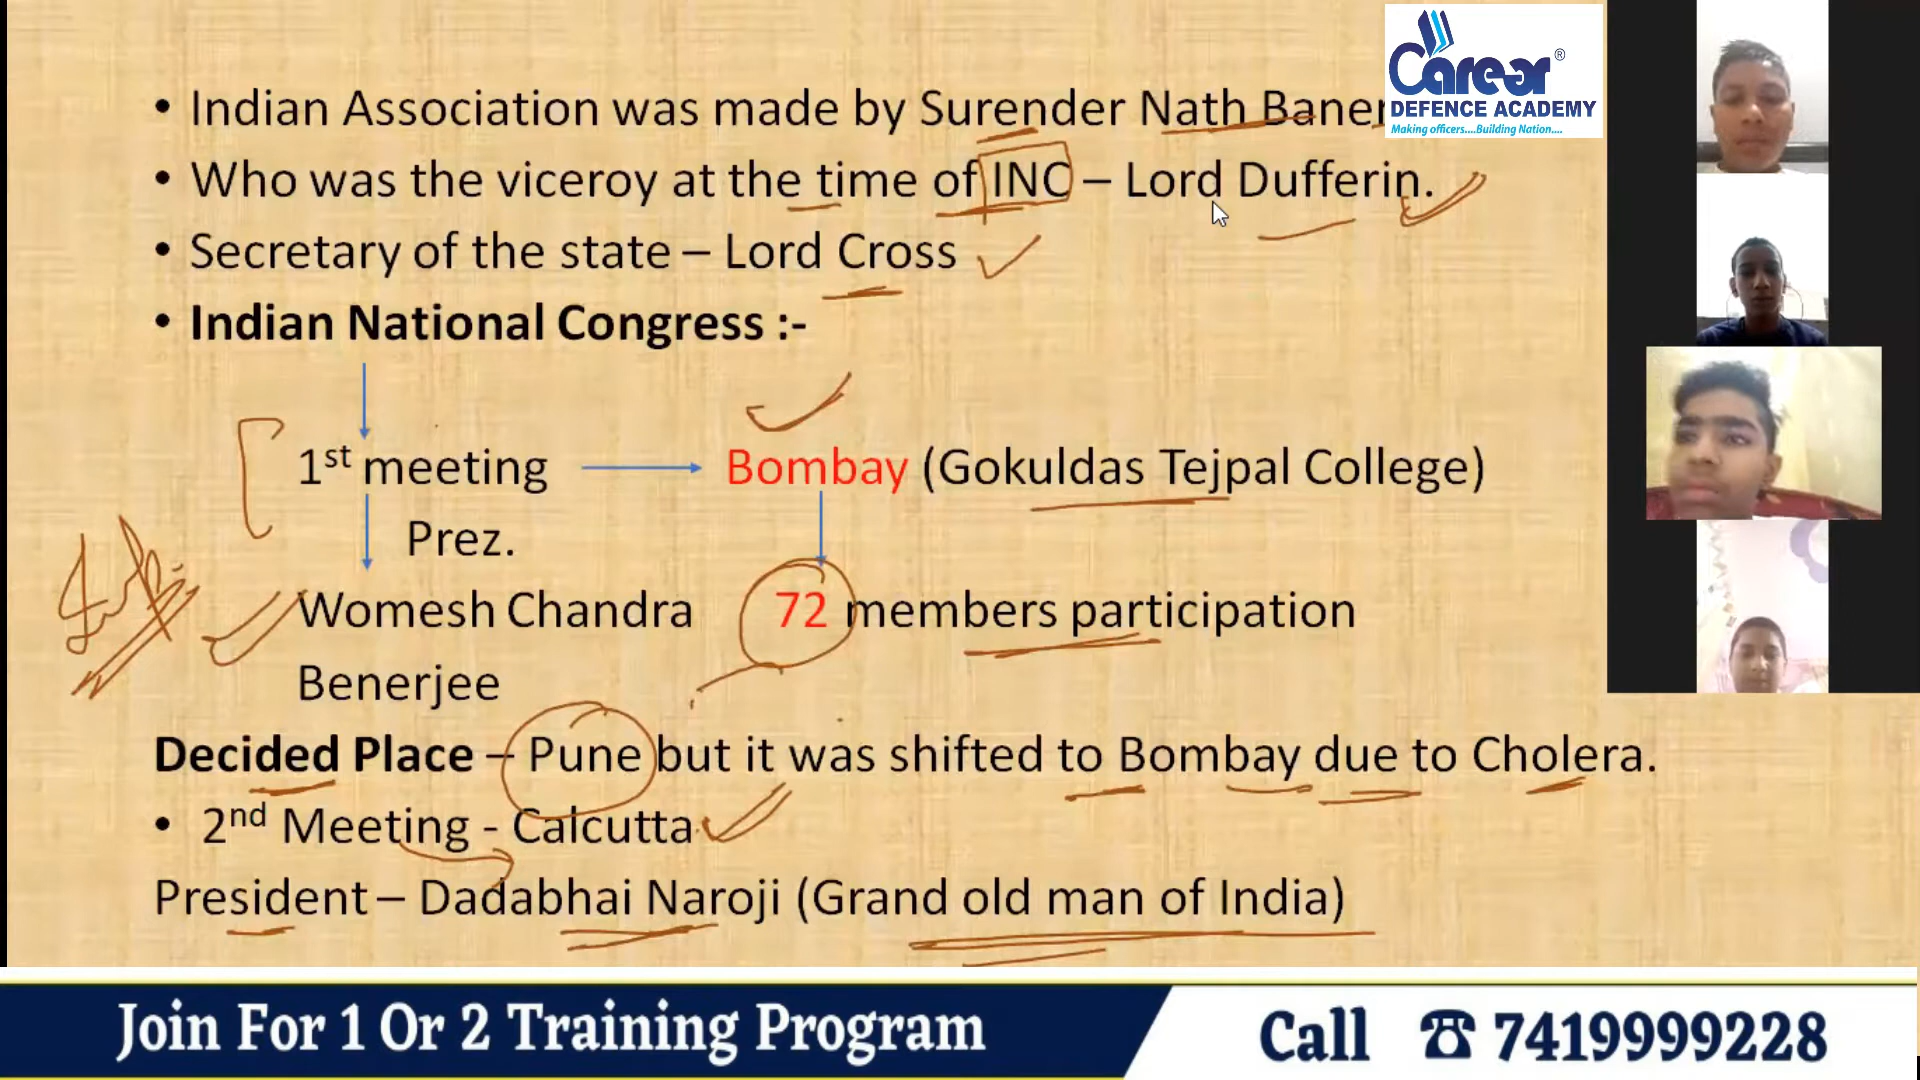 • Indian Association was made by Surender Nath Baner
Carear®
DEFENCE ACADEMY
Making officers....Building Nation....
• Who was the viceroy at the time of INC – Lord Dufferin.
• Secretary of the state – Lord Cross
• Indian National Congress :-
1st meeting Bombay (Gokuldas Tejpal College)
Prez.
Womesh Chandra 72 members participation
Benerjee
Decided Place – Pune but it was shifted to Bombay due to Cholera.
• 2nd Meeting - Calcutta
President – Dadabhai Naroji (Grand old man of India)
Join For 1 Or 2 Training Program
Call ☎ 7419999228